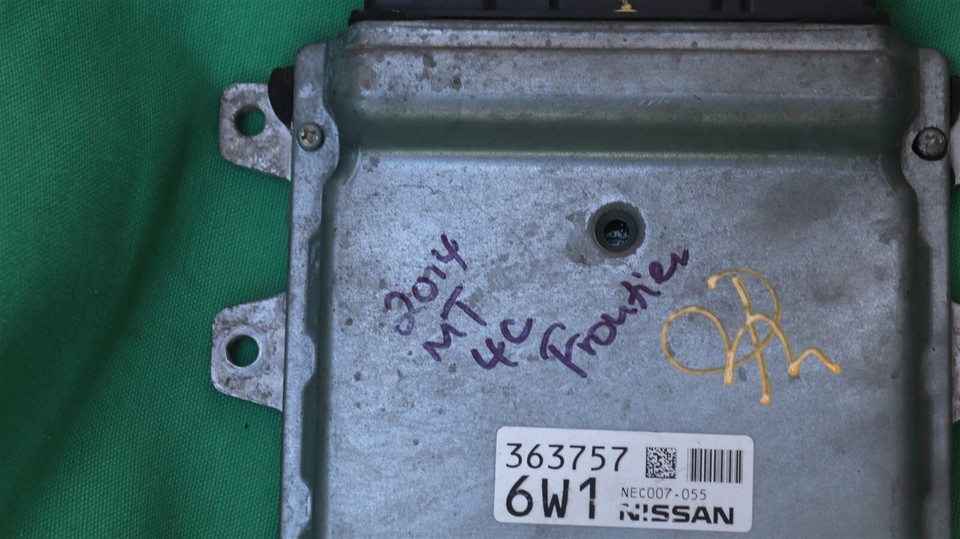 2014
MT
4C
Frontier
363757
6W1
NEC007-055
NISSAN